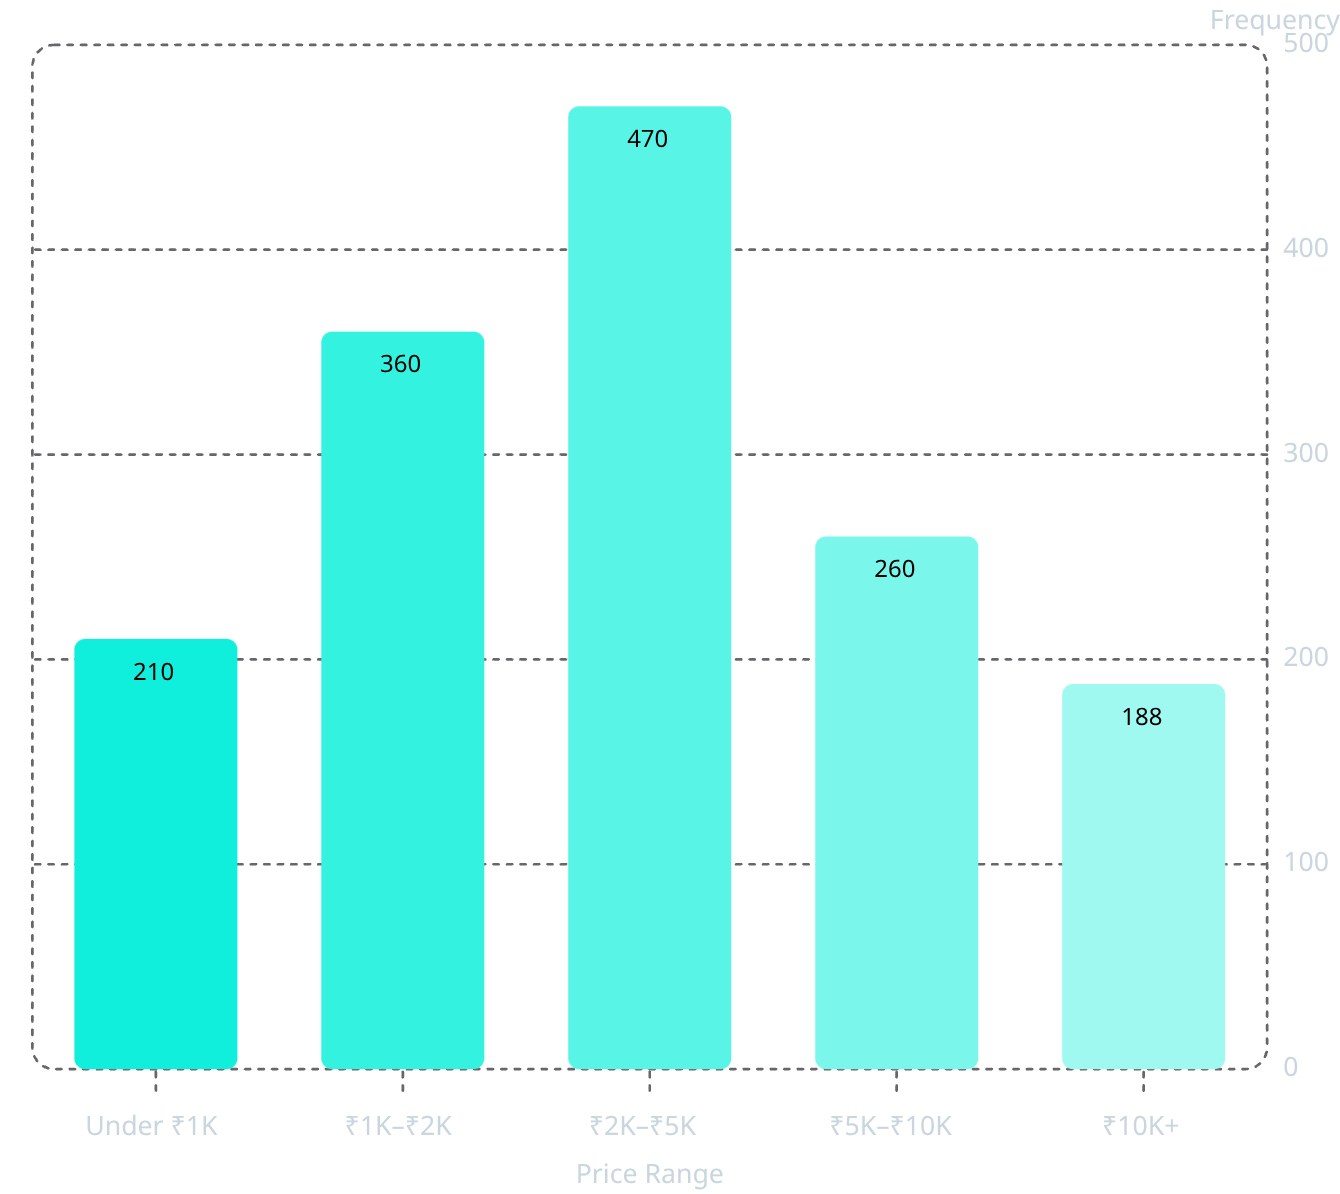 Frequency
500
470
400
360
300
260
210
200
188
100
0
Under ₹1K
₹1K–₹2K
₹2K–₹5K
₹5K–₹10K
₹10K+
Price Range